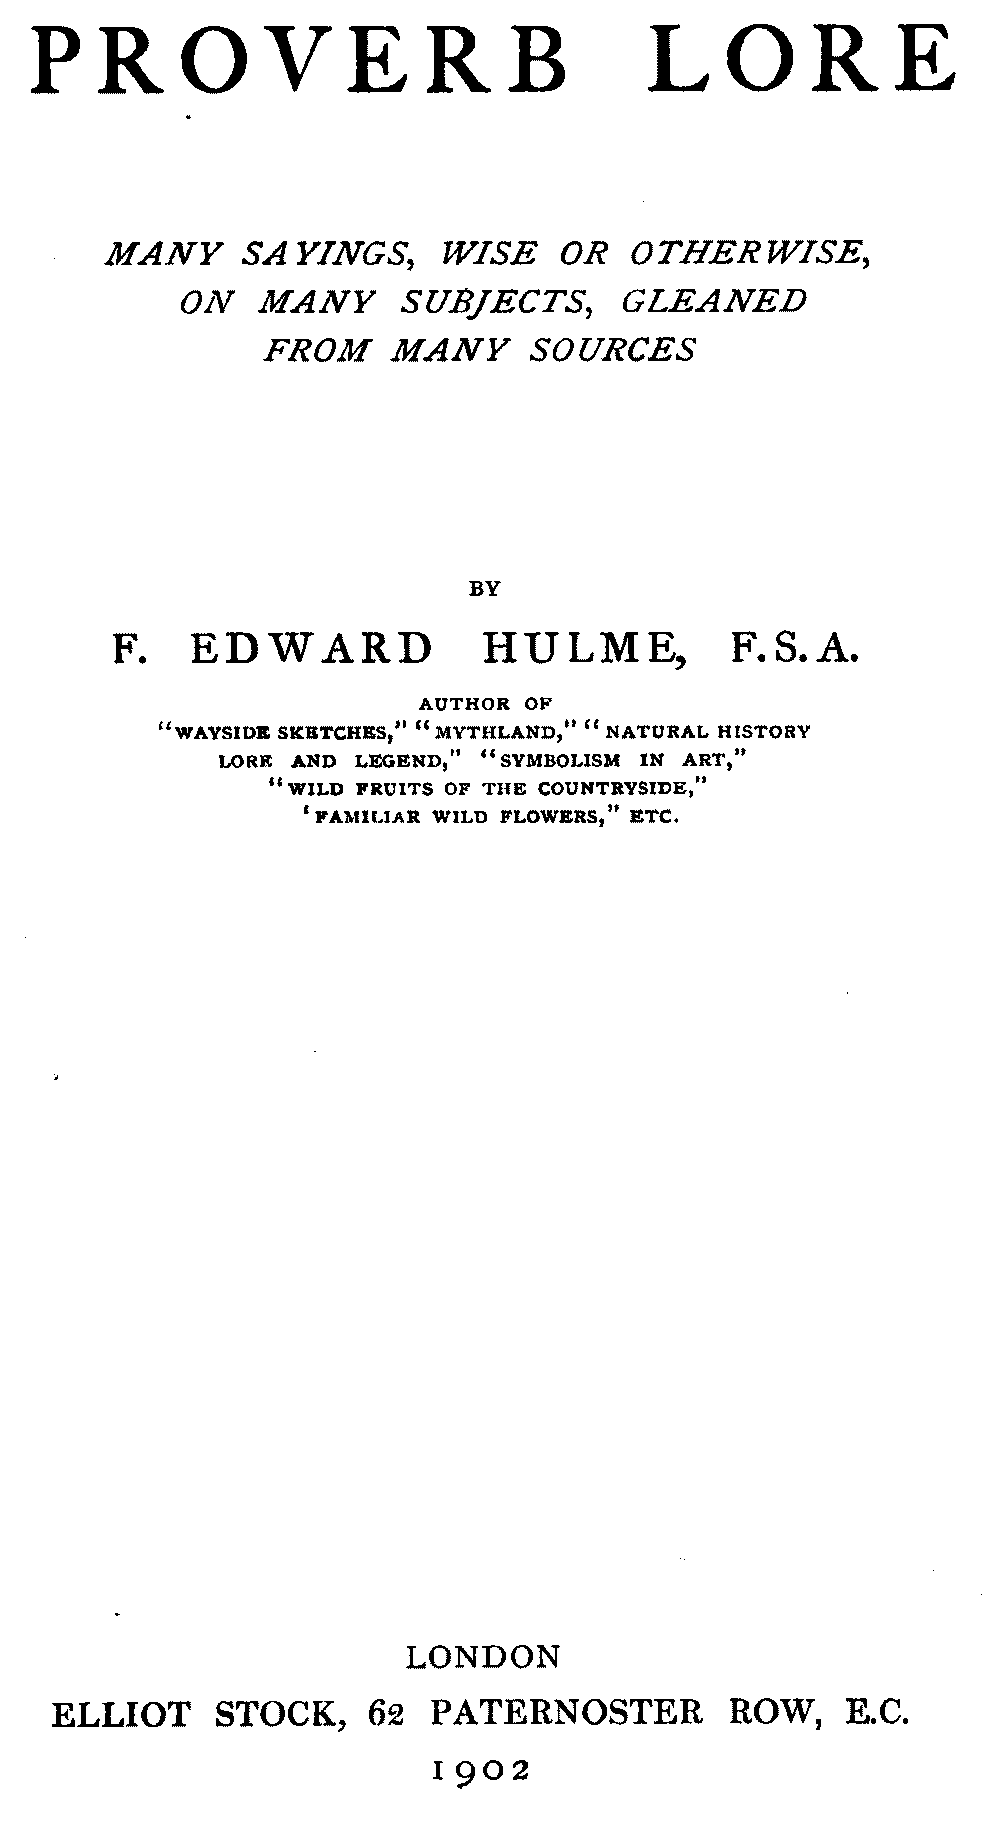 PROVERB LORE
MANY SAYINGS, WISE OR OTHERWISE,
ON MANY SUBJECTS, GLEANED
FROM MANY SOURCES
BY
F. EDWARD HULME, F.S.A.
AUTHOR OF
"WAYSIDE SKETCHES," "MYTHLAND," "NATURAL HISTORY
LORE AND LEGEND," "SYMBOLISM IN ART,"
"WILD FRUITS OF THE COUNTRYSIDE,"
'FAMILIAR WILD FLOWERS," ETC.
LONDON
ELLIOT STOCK, 62 PATERNOSTER ROW, E.C.
1902